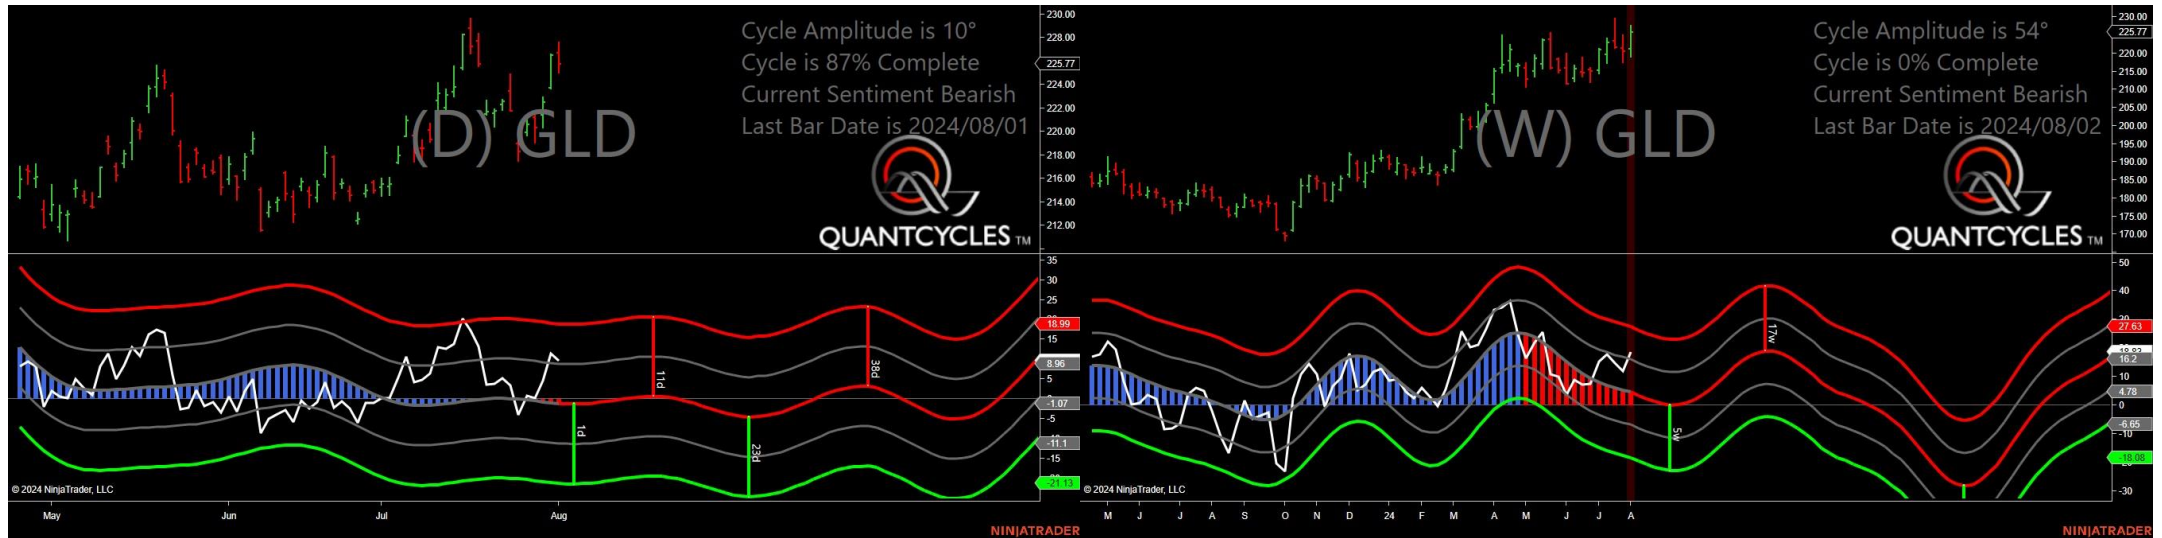 Cycle Amplitude is 10°
Cycle is 87% Complete
Current Sentiment Bearish
Last Bar Date is 2024/08/01
(D) GLD
QUANTCYCLES TM
230.00
228.00
225.77
224.00
222.00
220.00
218.00
216.00
214.00
212.00
35
30
25
18.99
15
8.96
5
-1.07
-5
-11.1
-15
-21.13
11d
38d
1d
23d
© 2024 NinjaTrader, LLC
May
Jun
Jul
Aug
NINJATRADER
Cycle Amplitude is 54°
Cycle is 0% Complete
Current Sentiment Bearish
Last Bar Date is 2024/08/02
(W) GLD
QUANTCYCLES TM
230.00
225.77
220.00
215.00
210.00
205.00
200.00
195.00
190.00
185.00
180.00
175.00
170.00
50
40
27.63
16.2
10
4.78
0
-6.65
-10
-18.08
-30
17w
5w
© 2024 NinjaTrader, LLC
M J J A S O N D 24 F M A M J J A
NINJATRADER